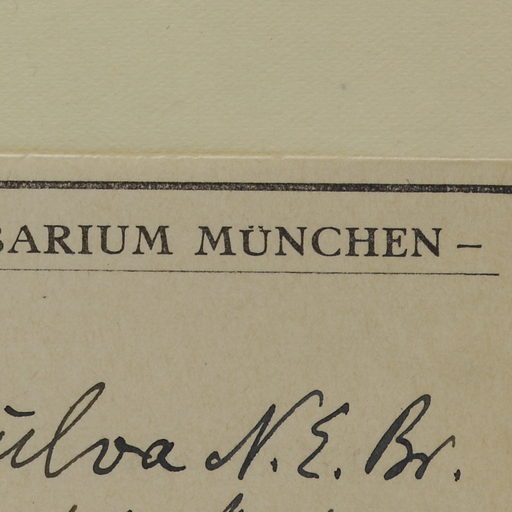 BARIUM MÜNCHEN –
ulva N. E. Br.